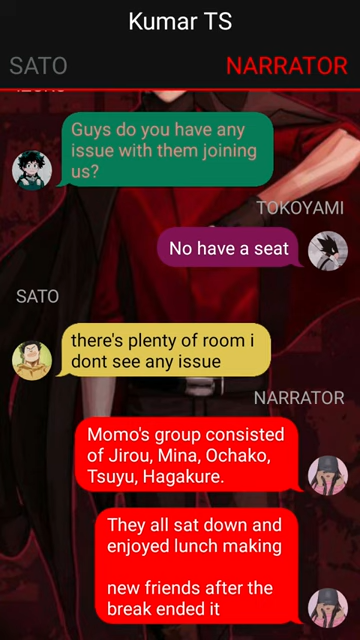 Kumar TS
SATO
NARRATOR
Guys do you have any
issue with them joining
us?
TOKOYAMI
No have a seat
SATO
there's plenty of room i
dont see any issue
NARRATOR
Momo's group consisted
of Jirou, Mina, Ochako,
Tsuyu, Hagakure.
They all sat down and
enjoyed lunch making
new friends after the
break ended it